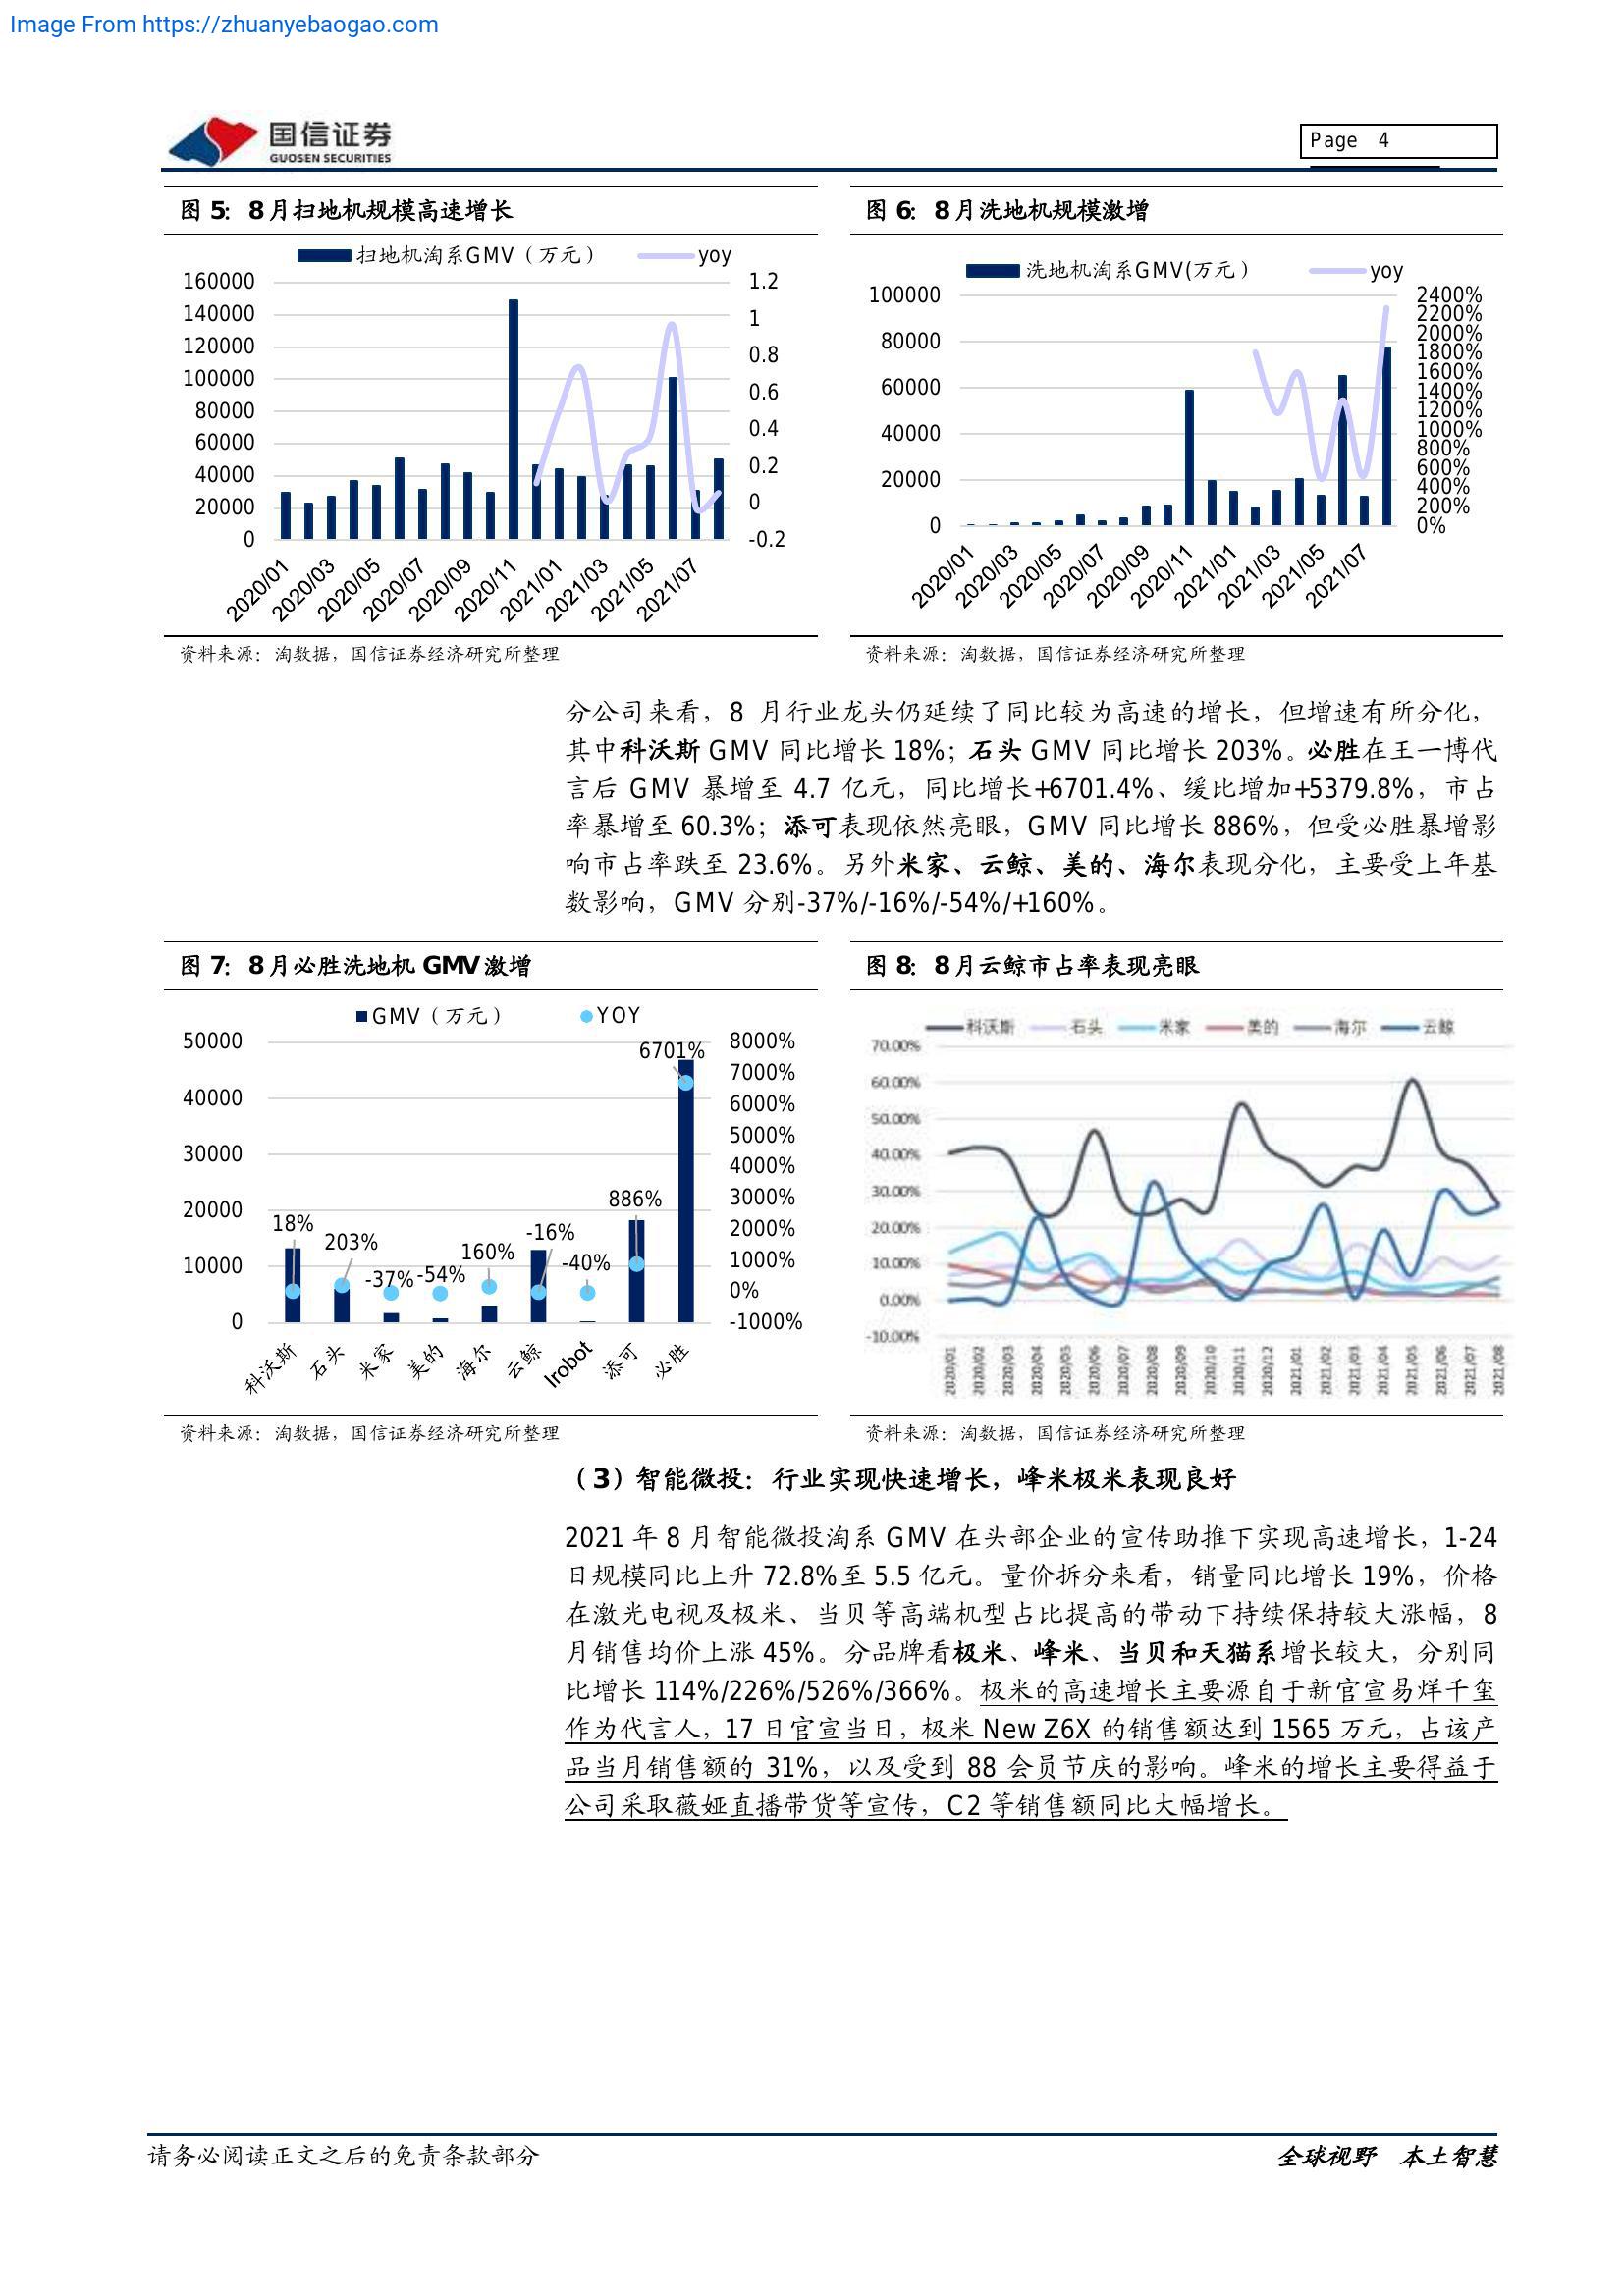 Image From https://zhuanyebaogao.com
国信证券
GUOSEN SECURITIES
Page 4
图 5：8 月扫地机规模高速增长
扫地机淘系GMV（万元） yoy
160000
140000
120000
100000
80000
60000
40000
20000
0
1.2
1
0.8
0.6
0.4
0.2
0
-0.2
2020/01 2020/03 2020/05 2020/07 2020/09 2020/11 2021/01 2021/03 2021/05 2021/07
资料来源：淘数据，国信证券经济研究所整理
图 6：8 月洗地机规模激增
洗地机淘系GMV(万元） yoy
100000
80000
60000
40000
20000
0
2400%
2200%
2000%
1800%
1600%
1400%
1200%
1000%
800%
600%
400%
200%
0%
2020/01 2020/03 2020/05 2020/07 2020/09 2020/11 2021/01 2021/03 2021/05 2021/07
资料来源：淘数据，国信证券经济研究所整理
分公司来看，8 月行业龙头仍延续了同比较为高速的增长，但增速有所分化，
其中科沃斯 GMV 同比增长 18%；石头 GMV 同比增长 203%。必胜在王一博代
言后 GMV 暴增至 4.7 亿元，同比增长+6701.4%、缓比增加+5379.8%，市占
率暴增至 60.3%；添可表现依然亮眼，GMV 同比增长 886%，但受必胜暴增影
响市占率跌至 23.6%。另外米家、云鲸、美的、海尔表现分化，主要受上年基
数影响，GMV 分别-37%/-16%/-54%/+160%。
图 7：8 月必胜洗地机 GMV 激增
GMV（万元） YOY
50000
40000
30000
20000
10000
0
8000%
7000%
6000%
5000%
4000%
3000%
2000%
1000%
0%
-1000%
18%
203%
-37%
-54%
160%
-16%
-40%
886%
6701%
科沃斯 石头 米家 美的 海尔 云鲸 Irobot 添可 必胜
资料来源：淘数据，国信证券经济研究所整理
图 8：8 月云鲸市占率表现亮眼
科沃斯 石头 米家 美的 海尔 云鲸
70.00%
60.00%
50.00%
40.00%
30.00%
20.00%
10.00%
0.00%
-10.00%
2020/01 2020/02 2020/03 2020/04 2020/05 2020/06 2020/07 2020/08 2020/09 2020/10 2020/11 2020/12 2021/01 2021/02 2021/03 2021/04 2021/05 2021/06 2021/07 2021/08
资料来源：淘数据，国信证券经济研究所整理
（3）智能微投：行业实现快速增长，峰米极米表现良好
2021 年 8 月智能微投淘系 GMV 在头部企业的宣传助推下实现高速增长，1-24
日规模同比上升 72.8%至 5.5 亿元。量价拆分来看，销量同比增长 19%，价格
在激光电视及极米、当贝等高端机型占比提高的带动下持续保持较大涨幅，8
月销售均价上涨 45%。分品牌看极米、峰米、当贝和天猫系增长较大，分别同
比增长 114%/226%/526%/366%。极米的高速增长主要源自于新官宣易烊千玺
作为代言人，17 日官宣当日，极米 New Z6X 的销售额达到 1565 万元，占该产
品当月销售额的 31%，以及受到 88 会员节庆的影响。峰米的增长主要得益于
公司采取薇娅直播带货等宣传，C2 等销售额同比大幅增长。
请务必阅读正文之后的免责条款部分
全球视野 本土智慧